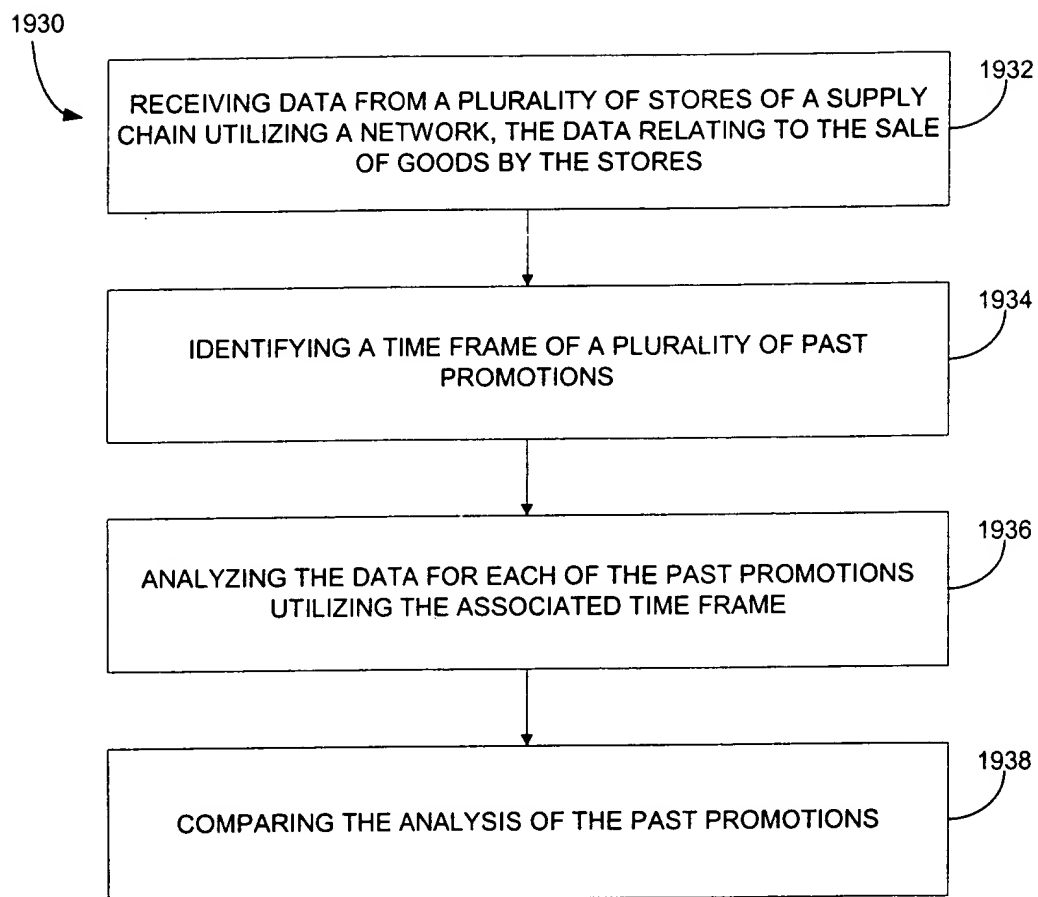 1930
1932
RECEIVING DATA FROM A PLURALITY OF STORES OF A SUPPLY
CHAIN UTILIZING A NETWORK, THE DATA RELATING TO THE SALE
OF GOODS BY THE STORES
1934
IDENTIFYING A TIME FRAME OF A PLURALITY OF PAST
PROMOTIONS
1936
ANALYZING THE DATA FOR EACH OF THE PAST PROMOTIONS
UTILIZING THE ASSOCIATED TIME FRAME
1938
COMPARING THE ANALYSIS OF THE PAST PROMOTIONS